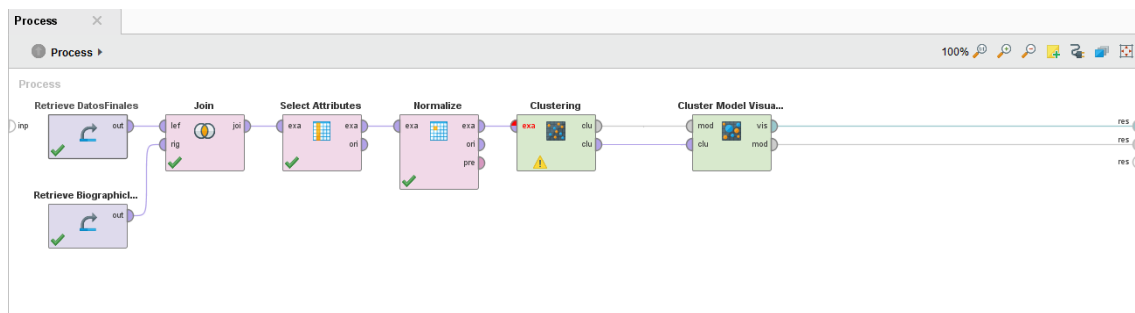 Process
Process
100%
Process
Retrieve DatosFinales
Join
Select Attributes
Normalize
Clustering
Cluster Model Visua...
inp
out
lef
joi
rig
exa
exa
ori
exa
exa
ori
pre
exa
clu
clu
mod
vis
clu
mod
res
res
res
Retrieve Biographicl...
out